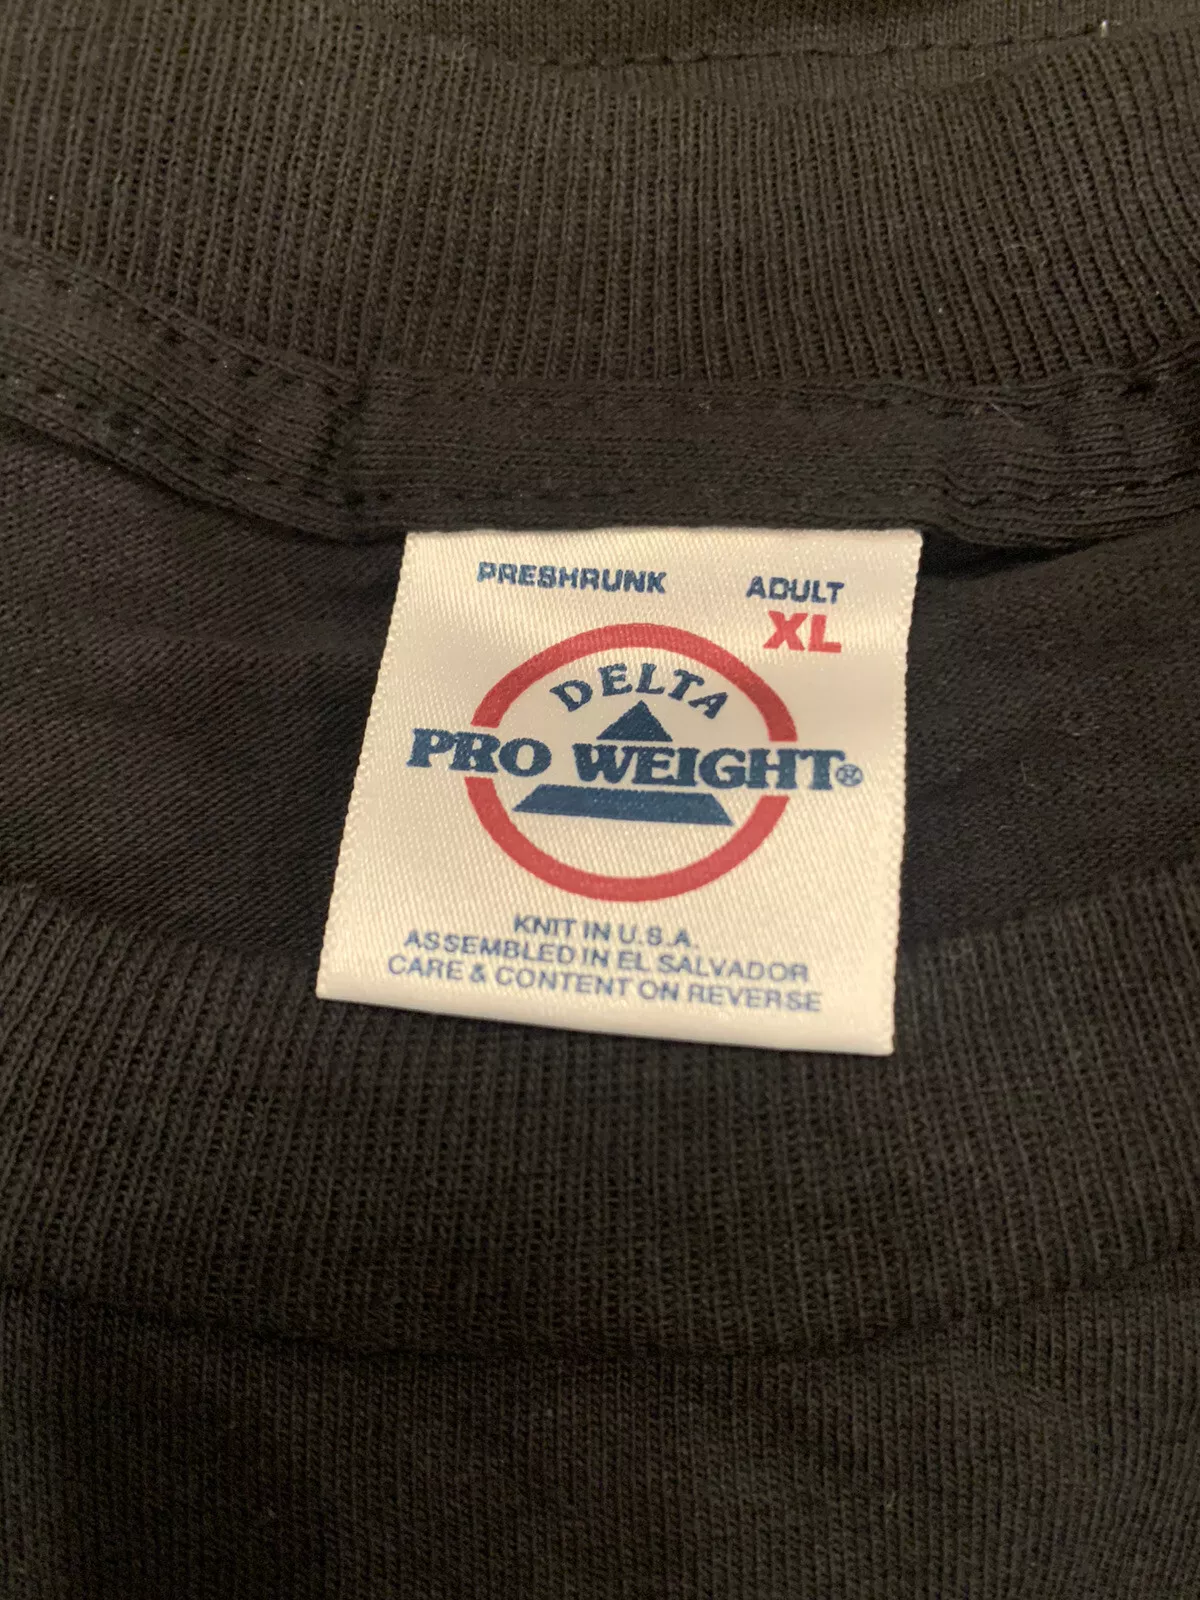 PRESHRUNK ADULT
XL
DELTA
PRO WEIGHT®
KNIT IN U.S.A.
ASSEMBLED IN EL SALVADOR
CARE & CONTENT ON REVERSE